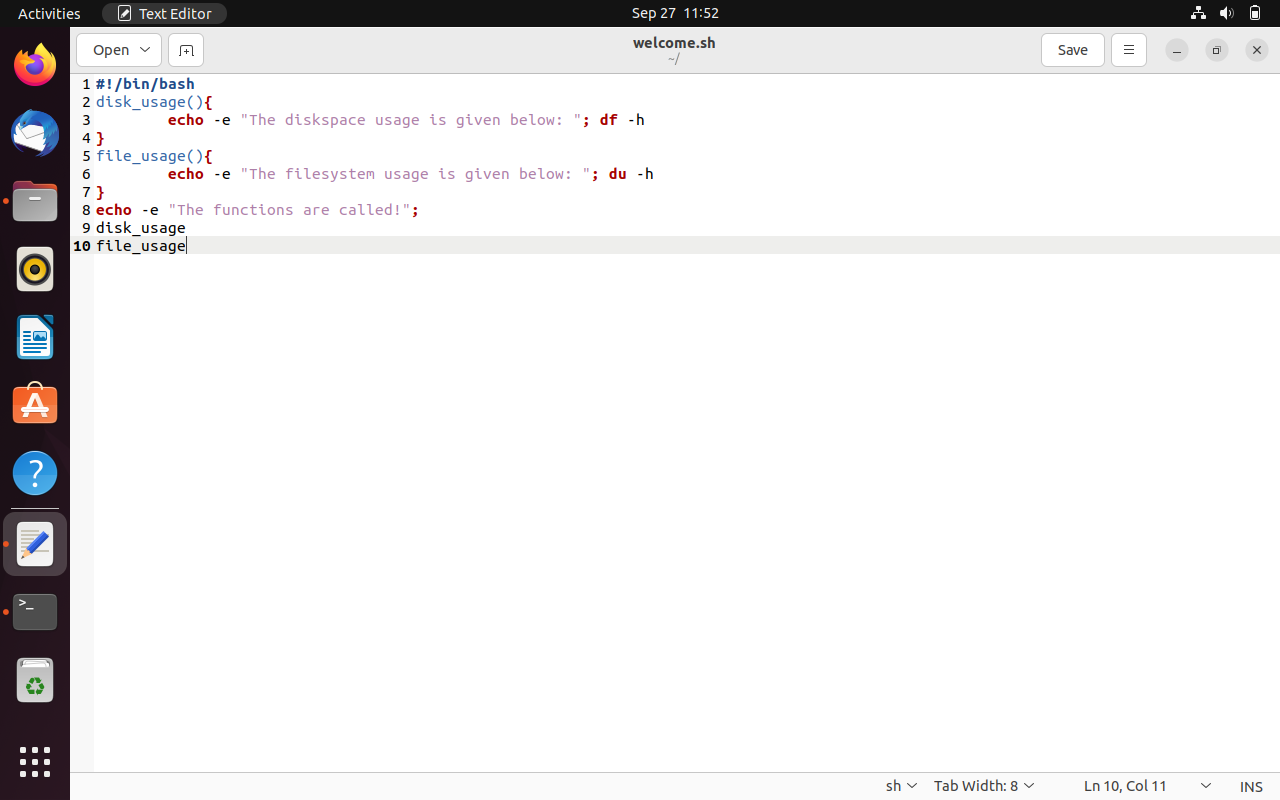 Activities Text Editor Sep 27 11:52
Open welcome.sh Save
~/
1 #!/bin/bash
2 disk_usage(){
3 echo -e "The diskspace usage is given below: "; df -h
4 }
5 file_usage(){
6 echo -e "The filesystem usage is given below: "; du -h
7 }
8 echo -e "The functions are called!";
9 disk_usage
10 file_usage
>_
sh Tab Width: 8 Ln 10, Col 11 INS